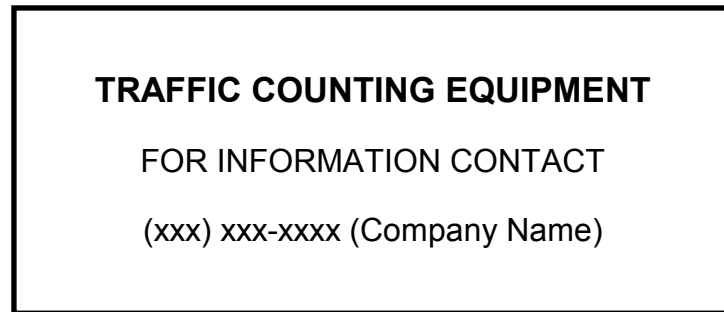 TRAFFIC COUNTING EQUIPMENT
FOR INFORMATION CONTACT
(xxx) xxx-xxxx (Company Name)